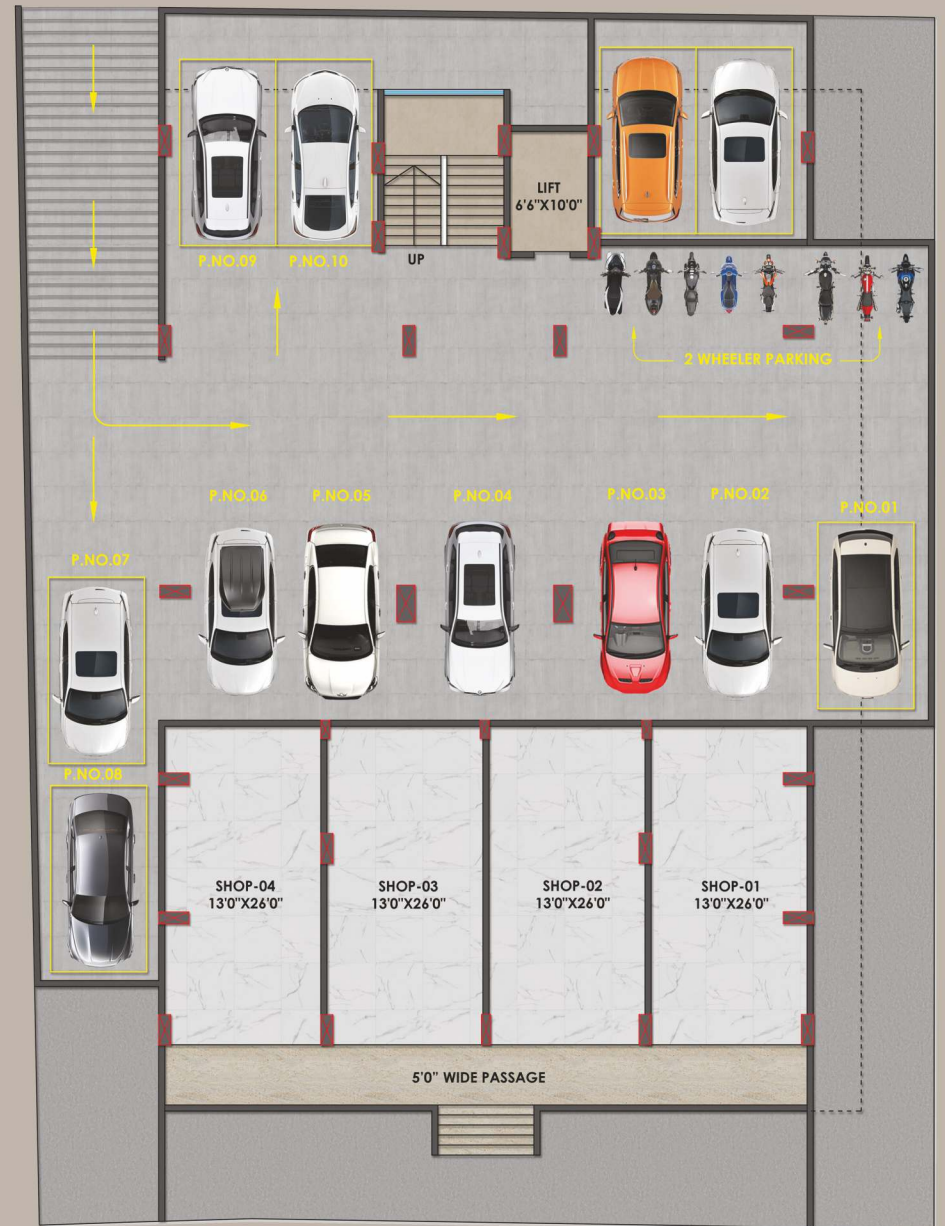 LIFT
6'6"X10'0"
P.NO.09
P.NO.10
UP
2 WHEELER PARKING
P.NO.06
P.NO.05
P.NO.04
P.NO.03
P.NO.02
P.NO.01
P.NO.07
P.NO.08
SHOP-04
13'0"X26'0"
SHOP-03
13'0"X26'0"
SHOP-02
13'0"X26'0"
SHOP-01
13'0"X26'0"
5'0" WIDE PASSAGE